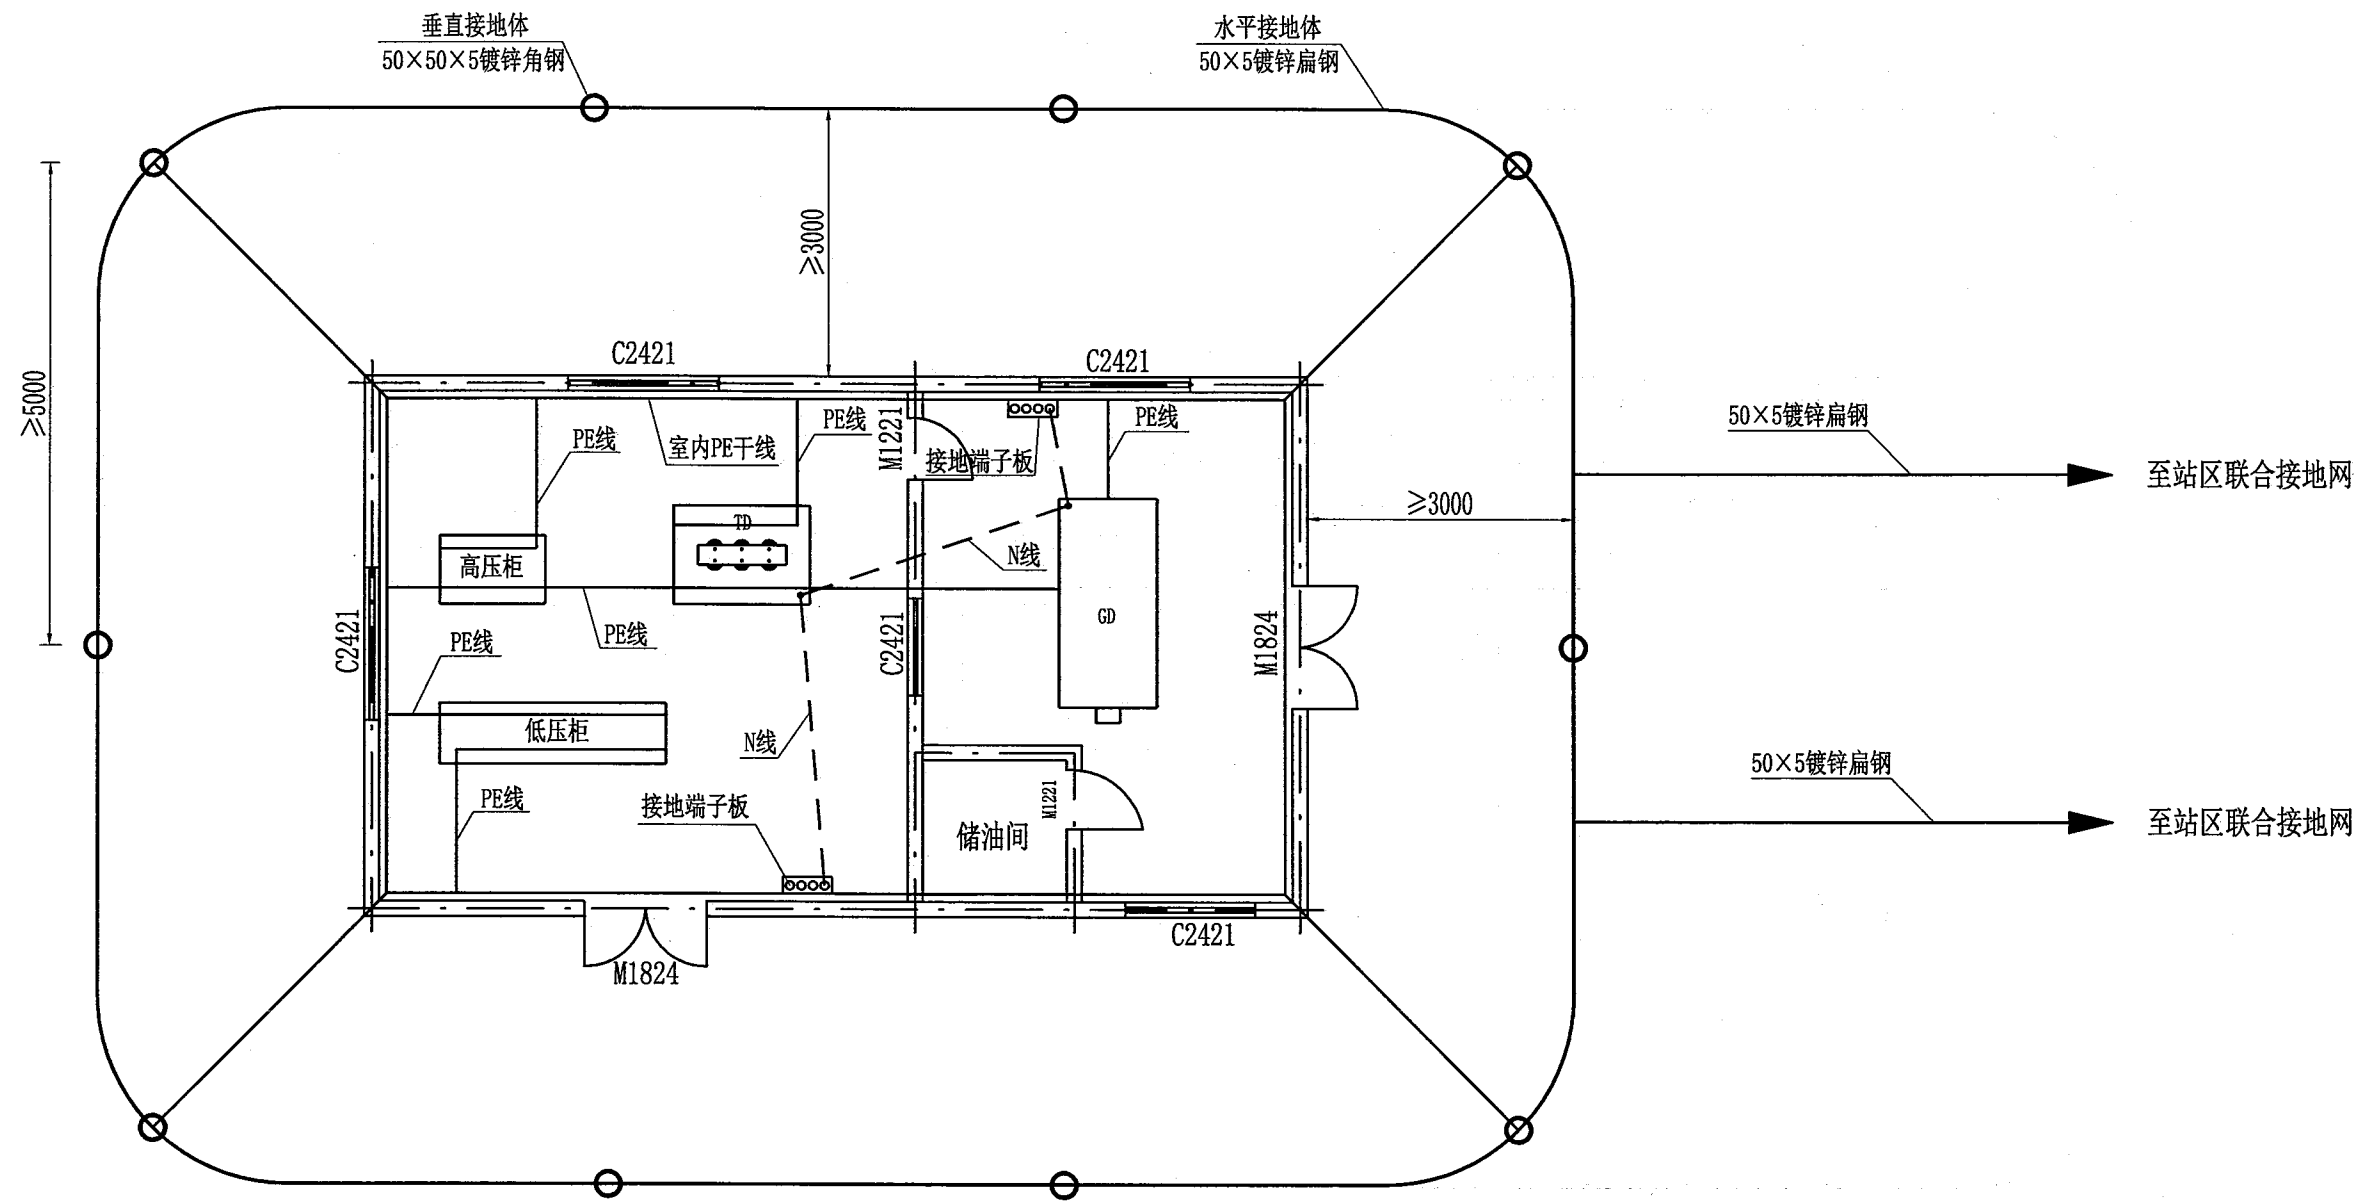 垂直接地体
50×50×5镀锌角钢
水平接地体
50×5镀锌扁钢
≥3000
≥5000
C2421
C2421
PE线
室内PE干线
PE线
M1221
接地端子板
PE线
50×5镀锌扁钢
至站区联合接地网
≥3000
TD
高压柜
N线
PE线
C2421
PE线
C2421
GD
M1824
低压柜
N线
PE线
接地端子板
M1221
储油间
50×5镀锌扁钢
至站区联合接地网
C2421
M1824